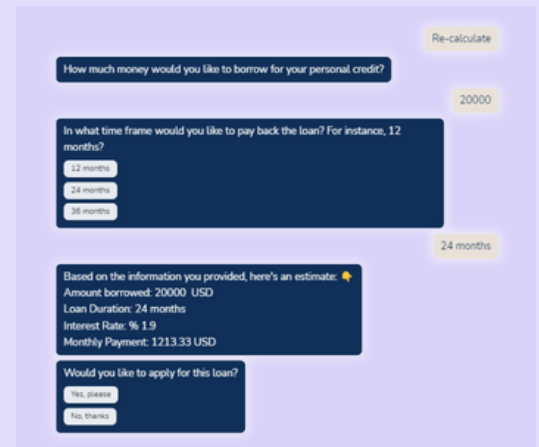 Re-calculate
How much money would you like to borrow for your personal credit?
20000
In what time frame would you like to pay back the loan? For instance, 12
months?
12 months
24 months
36 months
24 months
Based on the information you provided, here's an estimate: 👇
Amount borrowed: 20000 USD
Loan Duration: 24 months
Interest Rate: % 1.9
Monthly Payment: 1213.33 USD
Would you like to apply for this loan?
Yes, please
No, thanks